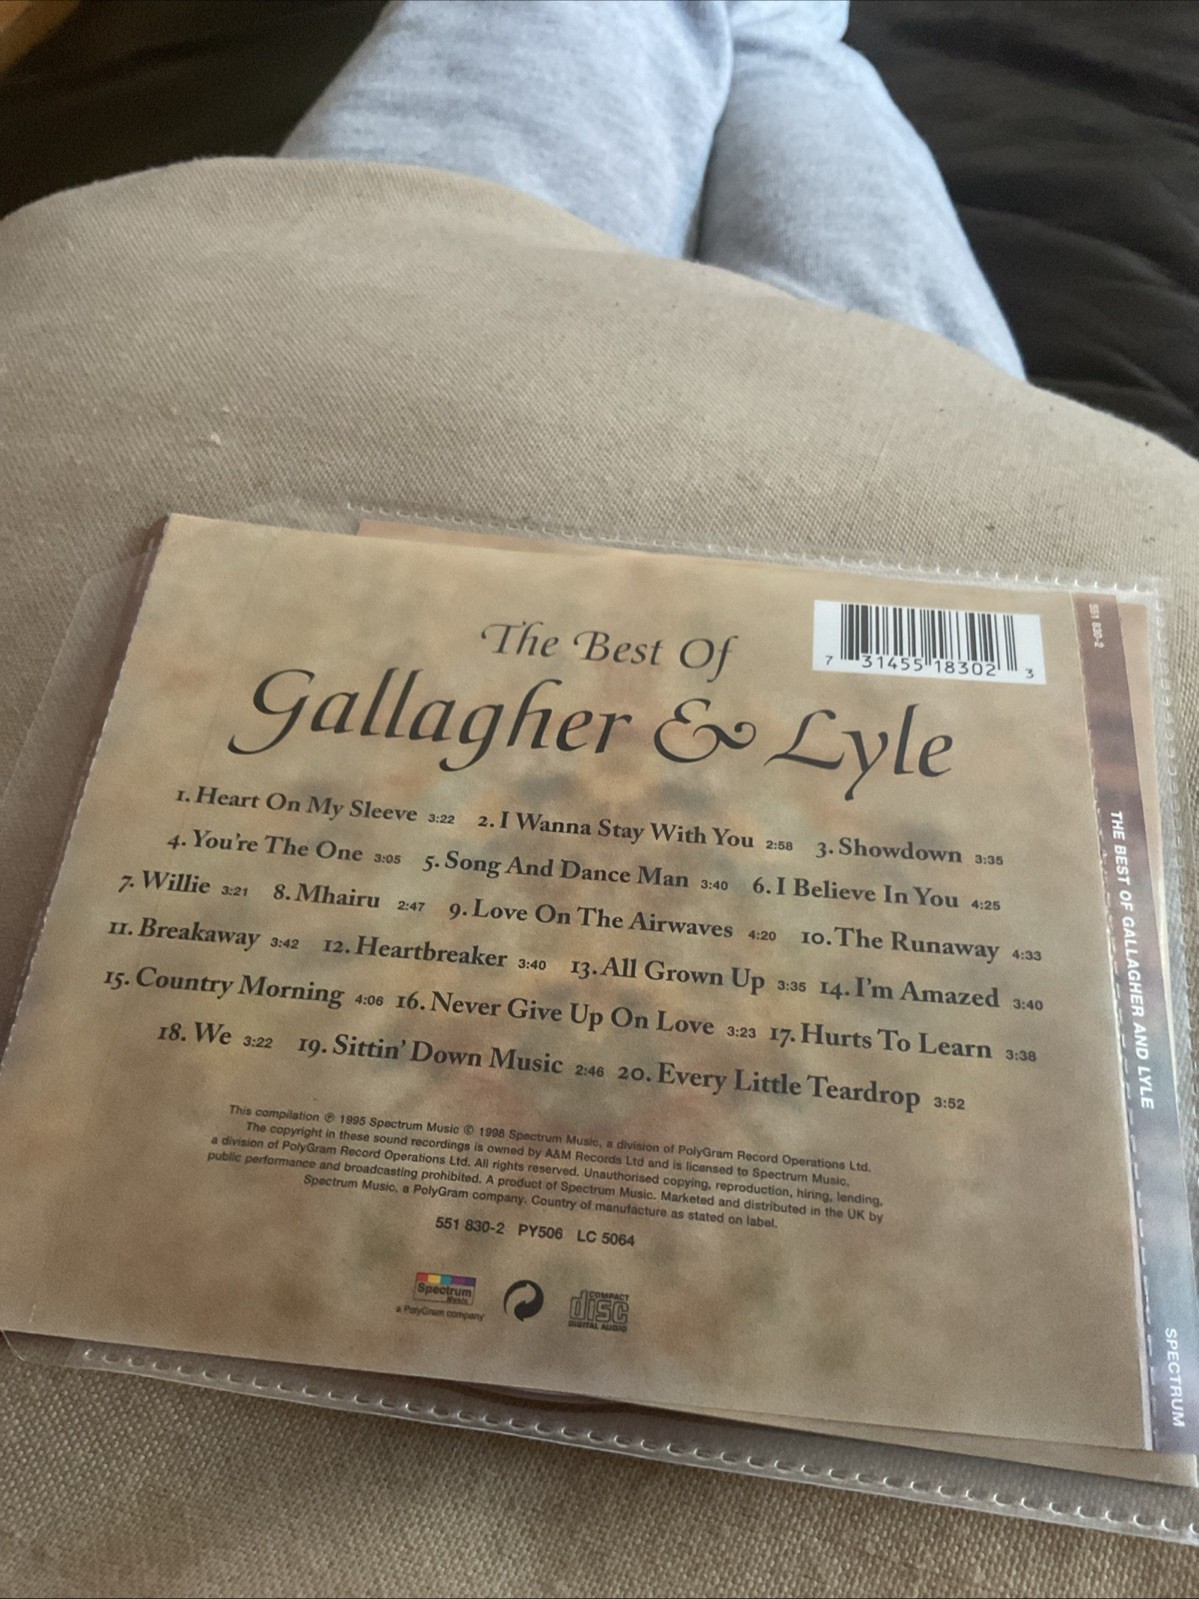 The Best Of
Gallagher & Lyle
7 31455 18302 3
1. Heart On My Sleeve 3:22 2. I Wanna Stay With You 2:58 3. Showdown 3:35
4. You're The One 3:05 5. Song And Dance Man 3:40 6. I Believe In You 4:25
7. Willie 3:21 8. Mhairu 2:47 9. Love On The Airwaves 4:20 10. The Runaway 4:33
11. Breakaway 3:42 12. Heartbreaker 3:40 13. All Grown Up 3:35 14. I'm Amazed 3:40
15. Country Morning 4:06 16. Never Give Up On Love 3:23 17. Hurts To Learn 3:38
18. We 3:22 19. Sittin' Down Music 2:46 20. Every Little Teardrop 3:52
This compilation ℗ 1995 Spectrum Music © 1998 Spectrum Music, a division of PolyGram Record Operations Ltd.
The copyright in these sound recordings is owned by A&M Records Ltd and is licensed to Spectrum Music,
a division of PolyGram Record Operations Ltd. All rights reserved. Unauthorised copying, reproduction, hiring, lending,
public performance and broadcasting prohibited. A product of Spectrum Music. Marketed and distributed in the UK by
Spectrum Music, a PolyGram company. Country of manufacture as stated on label.
551 830-2 PY506 LC 5064
Spectrum
Music
a PolyGram company
COMPACT
disc
DIGITAL AUDIO
551 830-2
THE BEST OF GALLAGHER AND LYLE
SPECTRUM